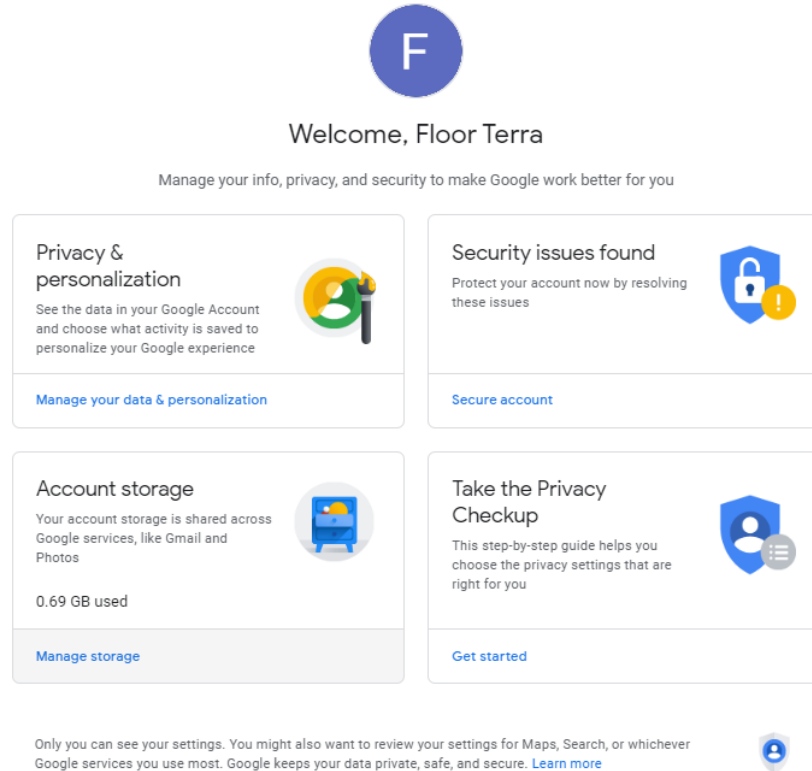 F
Welcome, Floor Terra
Manage your info, privacy, and security to make Google work better for you
Privacy &
personalization
See the data in your Google Account
and choose what activity is saved to
personalize your Google experience
Manage your data & personalization
Security issues found
Protect your account now by resolving
these issues
Secure account
Account storage
Your account storage is shared across
Google services, like Gmail and
Photos
0.69 GB used
Manage storage
Take the Privacy
Checkup
This step-by-step guide helps you
choose the privacy settings that are
right for you
Get started
Only you can see your settings. You might also want to review your settings for Maps, Search, or whichever
Google services you use most. Google keeps your data private, safe, and secure. Learn more